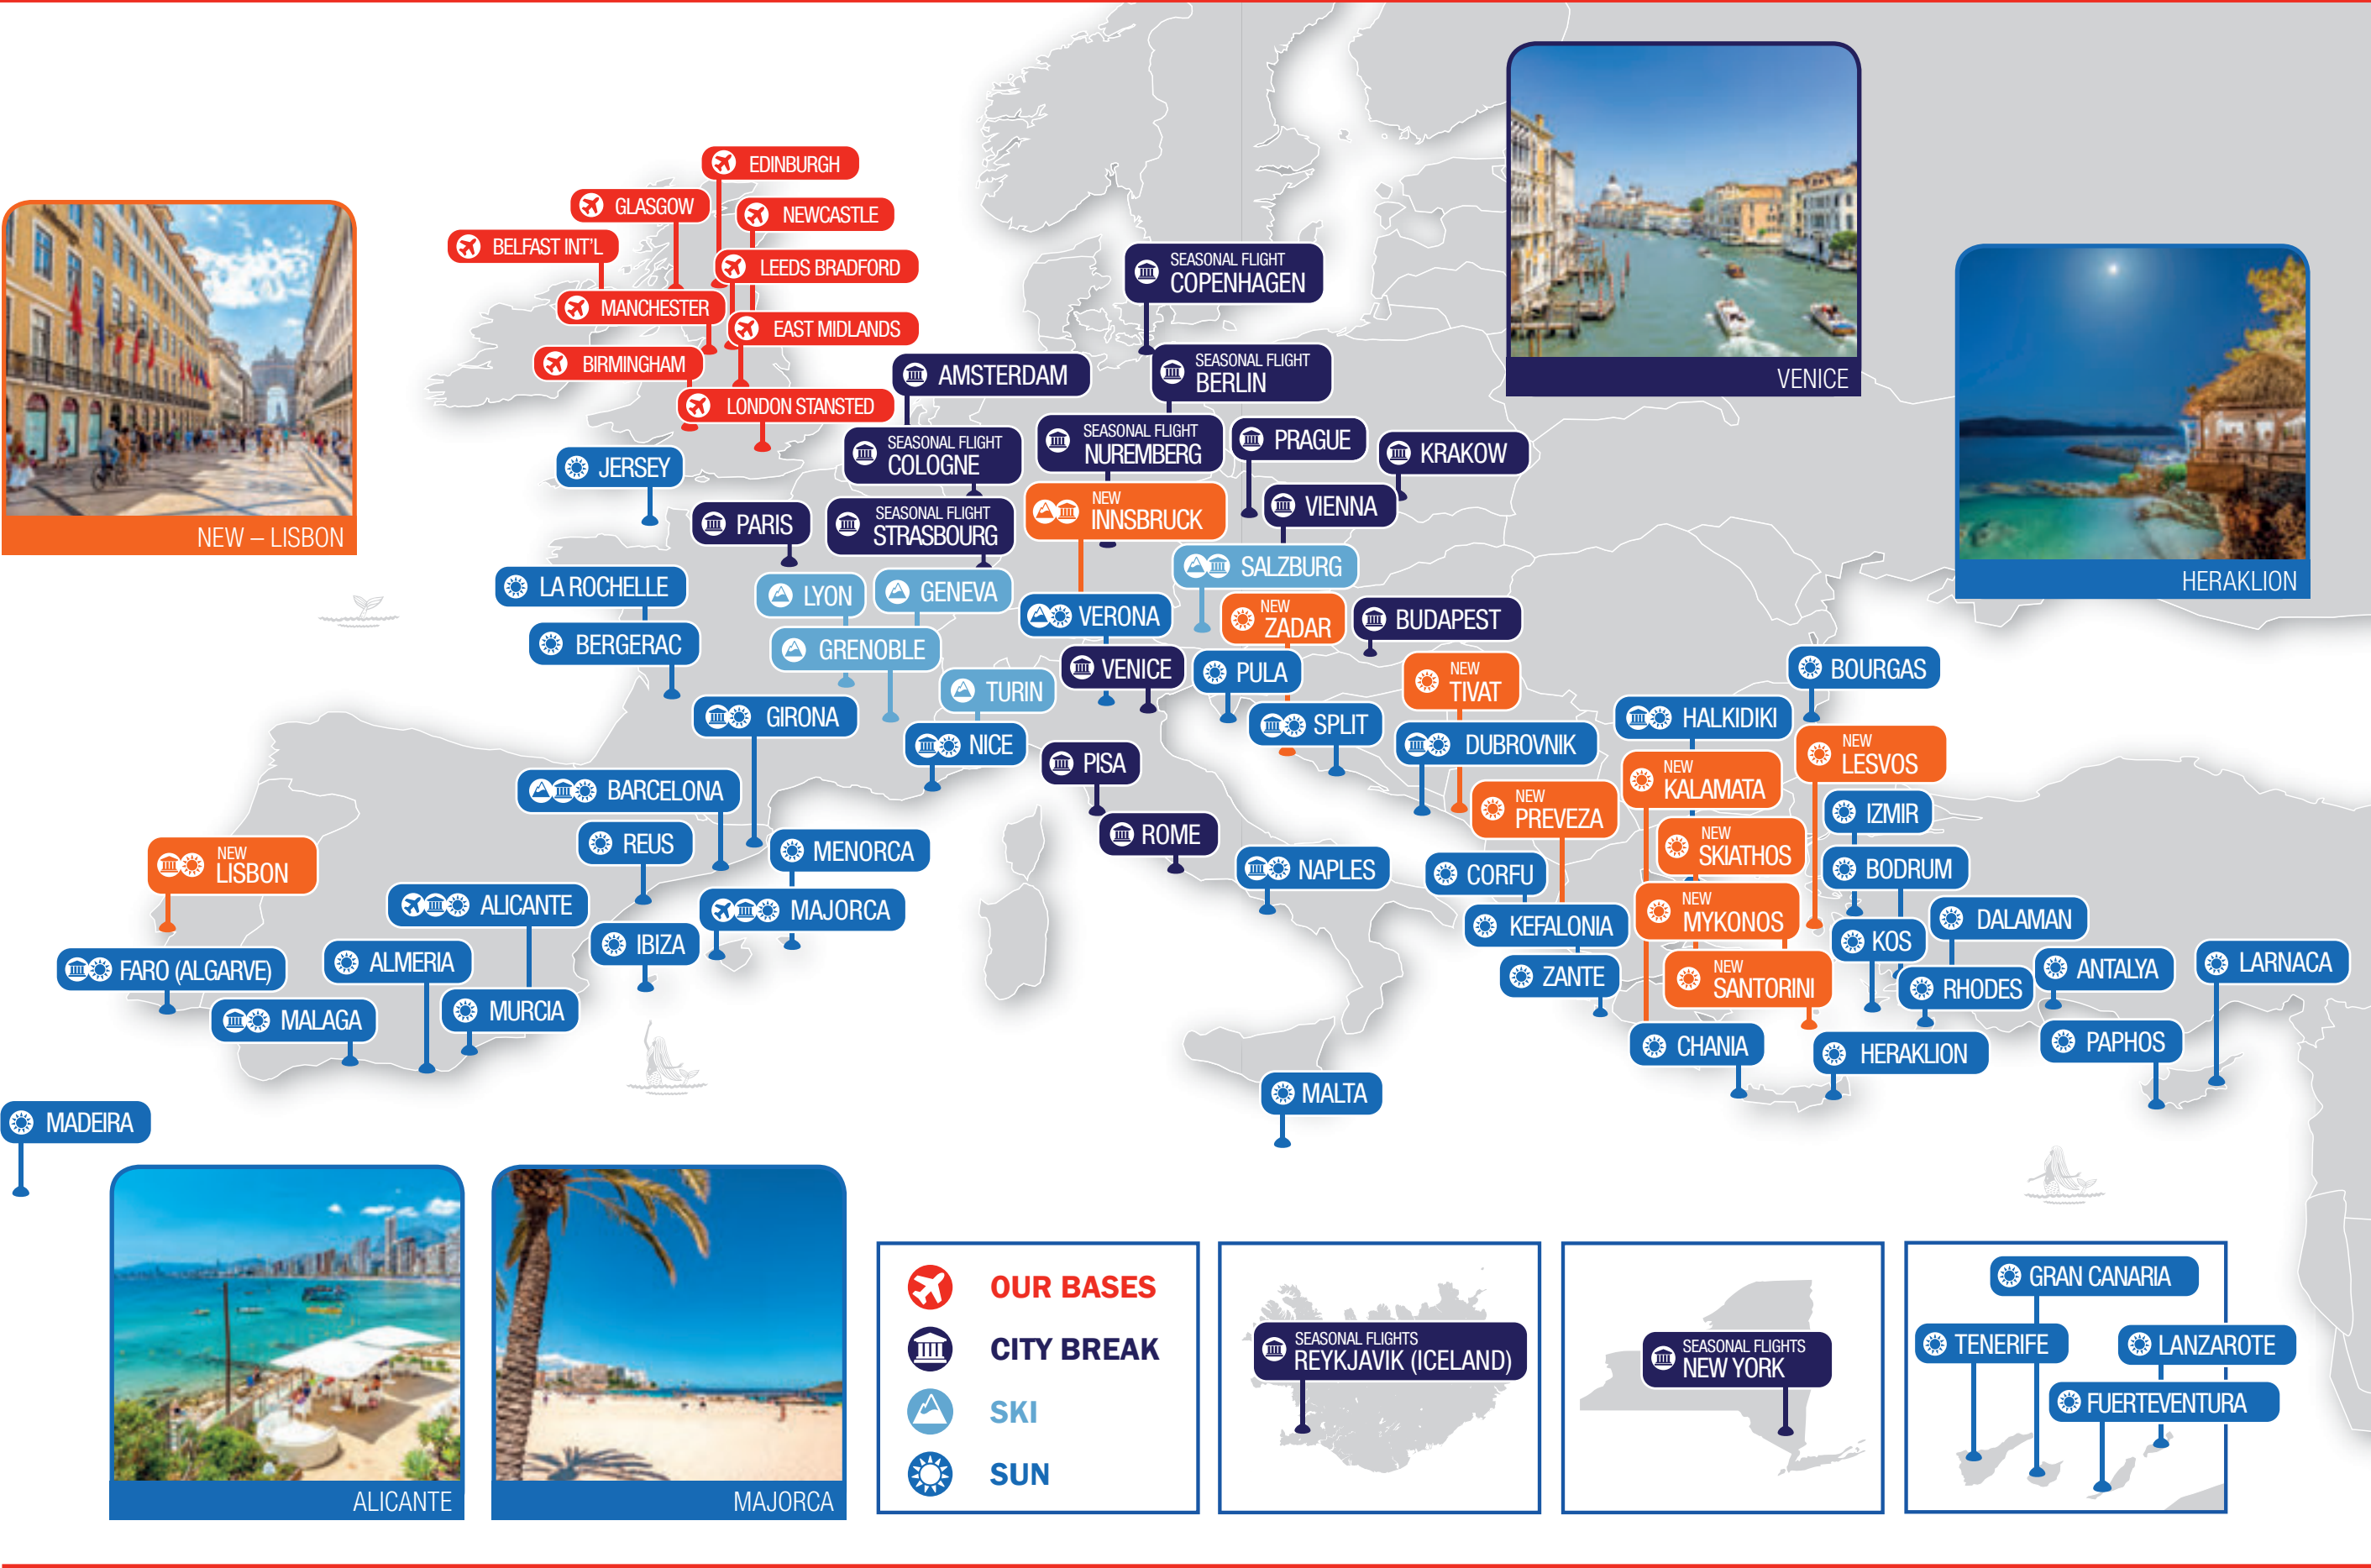 EDINBURGH
GLASGOW
NEWCASTLE
BELFAST INT'L
LEEDS BRADFORD
MANCHESTER
EAST MIDLANDS
BIRMINGHAM
LONDON STANSTED
NEW – LISBON
VENICE
HERAKLION
SEASONAL FLIGHT
COPENHAGEN
AMSTERDAM
SEASONAL FLIGHT
BERLIN
SEASONAL FLIGHT
COLOGNE
SEASONAL FLIGHT
NUREMBERG
PRAGUE
KRAKOW
JERSEY
PARIS
SEASONAL FLIGHT
STRASBOURG
NEW
INNSBRUCK
VIENNA
LA ROCHELLE
LYON
GENEVA
SALZBURG
VERONA
NEW
ZADAR
BUDAPEST
BERGERAC
GRENOBLE
VENICE
PULA
NEW
TIVAT
BOURGAS
TURIN
GIRONA
NICE
SPLIT
DUBROVNIK
HALKIDIKI
NEW
LESVOS
PISA
BARCELONA
NEW
KALAMATA
NEW
PREVEZA
IZMIR
ROME
REUS
MENORCA
NEW
SKIATHOS
NEW
LISBON
NAPLES
CORFU
BODRUM
ALICANTE
MAJORCA
NEW
MYKONOS
KEFALONIA
DALAMAN
IBIZA
KOS
FARO (ALGARVE)
ALMERIA
ZANTE
NEW
SANTORINI
ANTALYA
LARNACA
RHODES
MALAGA
MURCIA
CHANIA
HERAKLION
PAPHOS
MALTA
MADEIRA
ALICANTE
MAJORCA
OUR BASES
CITY BREAK
SKI
SUN
SEASONAL FLIGHTS
REYKJAVIK (ICELAND)
SEASONAL FLIGHTS
NEW YORK
GRAN CANARIA
TENERIFE
LANZAROTE
FUERTEVENTURA